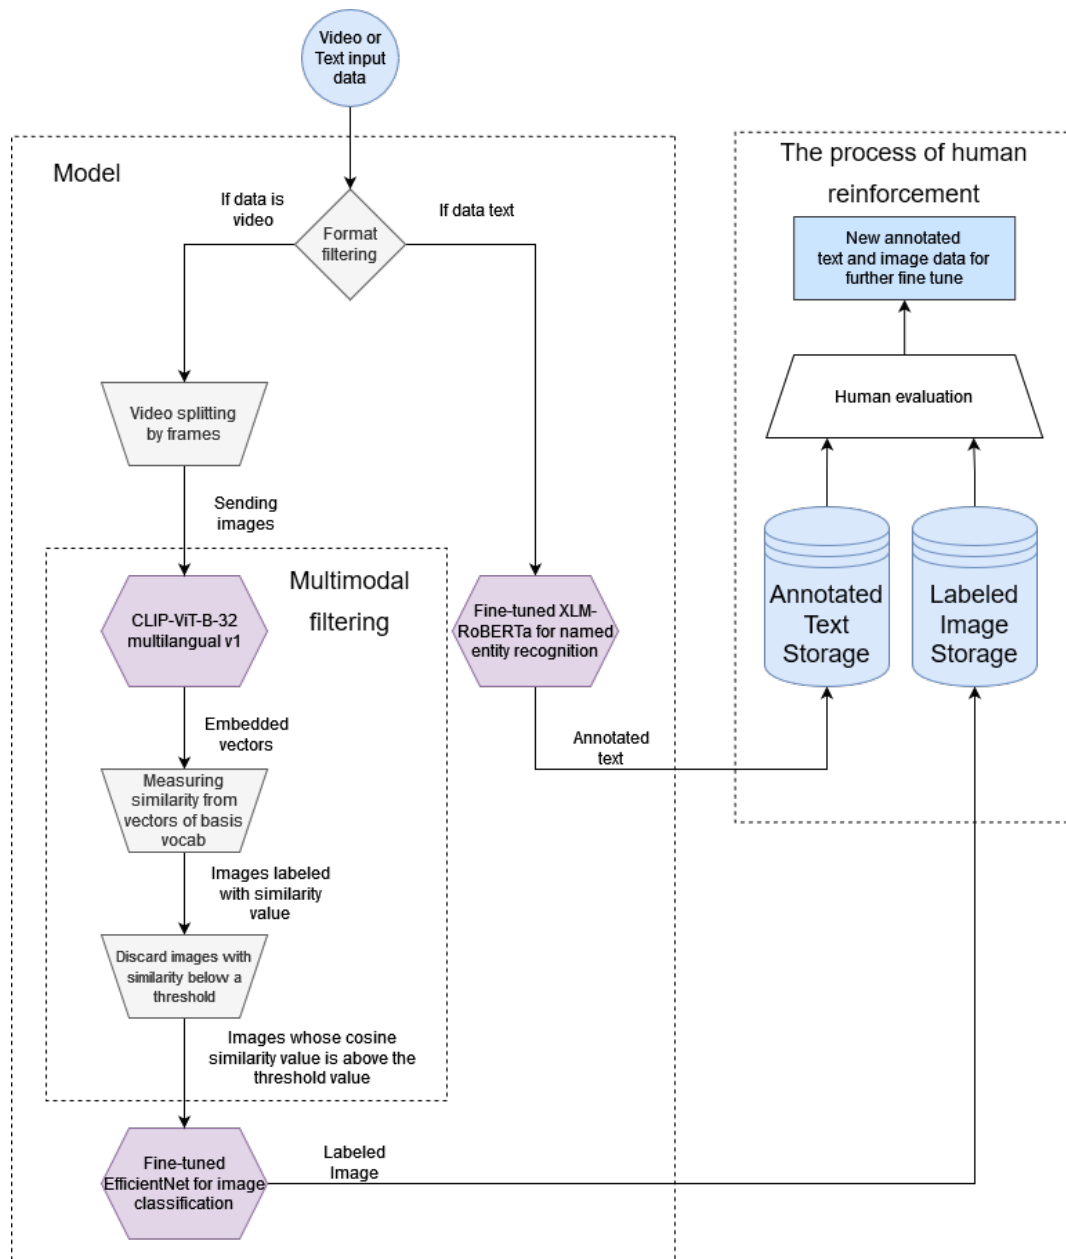 Video or
Text input
data
Model
If data is
video
If data text
Format
filtering
Video splitting
by frames
Sending
images
Multimodal
filtering
CLIP-ViT-B-32
multilangual v1
Fine-tuned XLM-
RoBERTa for named
entity recognition
Embedded
vectors
Measuring
similarity from
vectors of basis
vocab
Annotated
text
Images labeled
with similarity
value
Discard images with
similarity below a
threshold
Images whose cosine
similarity value is above the
threshold value
Fine-tuned
EfficientNet for image
classification
Labeled
Image
The process of human
reinforcement
New annotated
text and image data for
further fine tune
Human evaluation
Annotated
Text
Storage
Labeled
Image
Storage